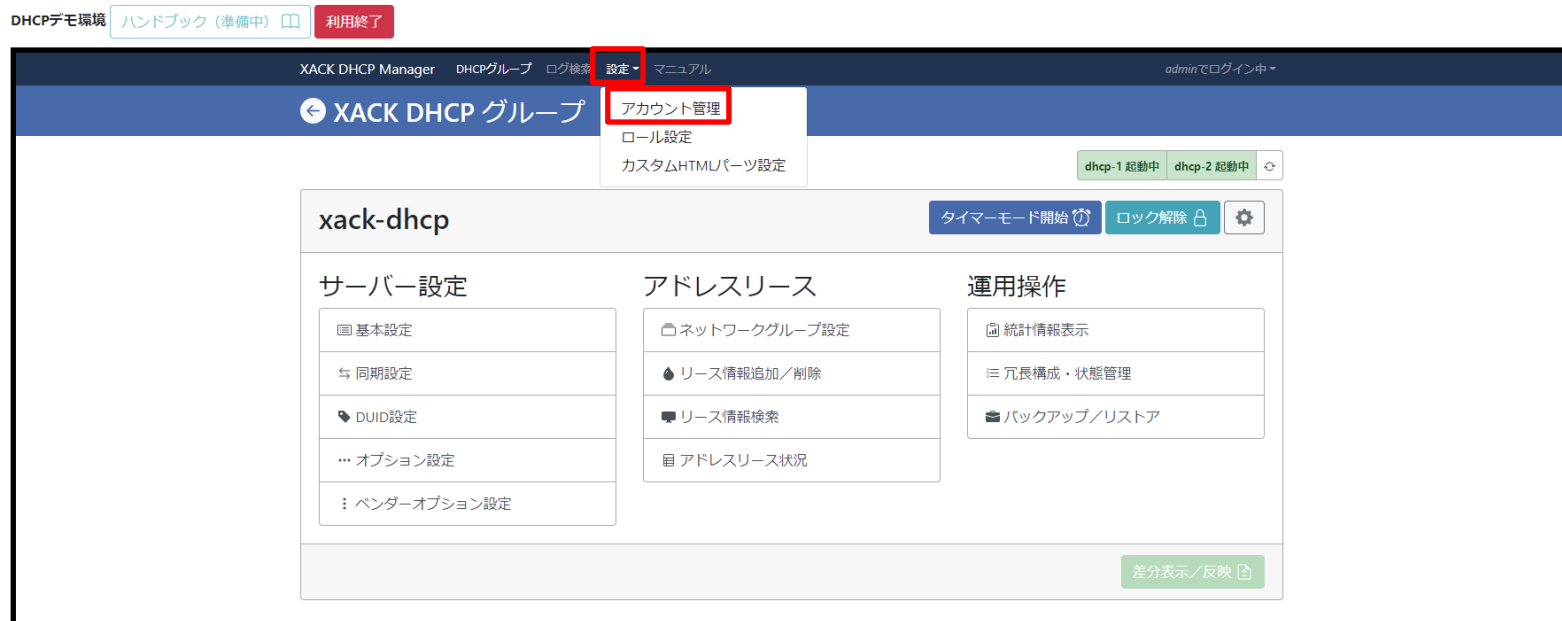 DHCPデモ環境 ハンドブック（準備中） 利用終了
XACK DHCP Manager DHCPグループ ログ検索 設定 マニュアル adminでログイン中
XACK DHCP グループ
アカウント管理
ロール設定
カスタムHTMLパーツ設定
dhcp-1 起動中 dhcp-2 起動中
xack-dhcp タイマーモード開始 ロック解除
サーバー設定 アドレスリース 運用操作
基本設定 ネットワークグループ設定 統計情報表示
同期設定 リース情報追加／削除 冗長構成・状態管理
DUID設定 リース情報検索 バックアップ／リストア
オプション設定 アドレスリース状況
ベンダーオプション設定
差分表示／反映